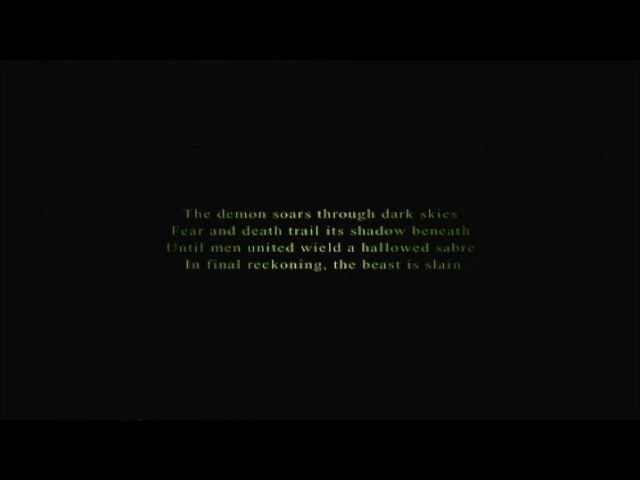 The demon soars through dark skies
Fear and death trail its shadow beneath
Until men united wield a hallowed sabre
In final reckoning, the beast is slain